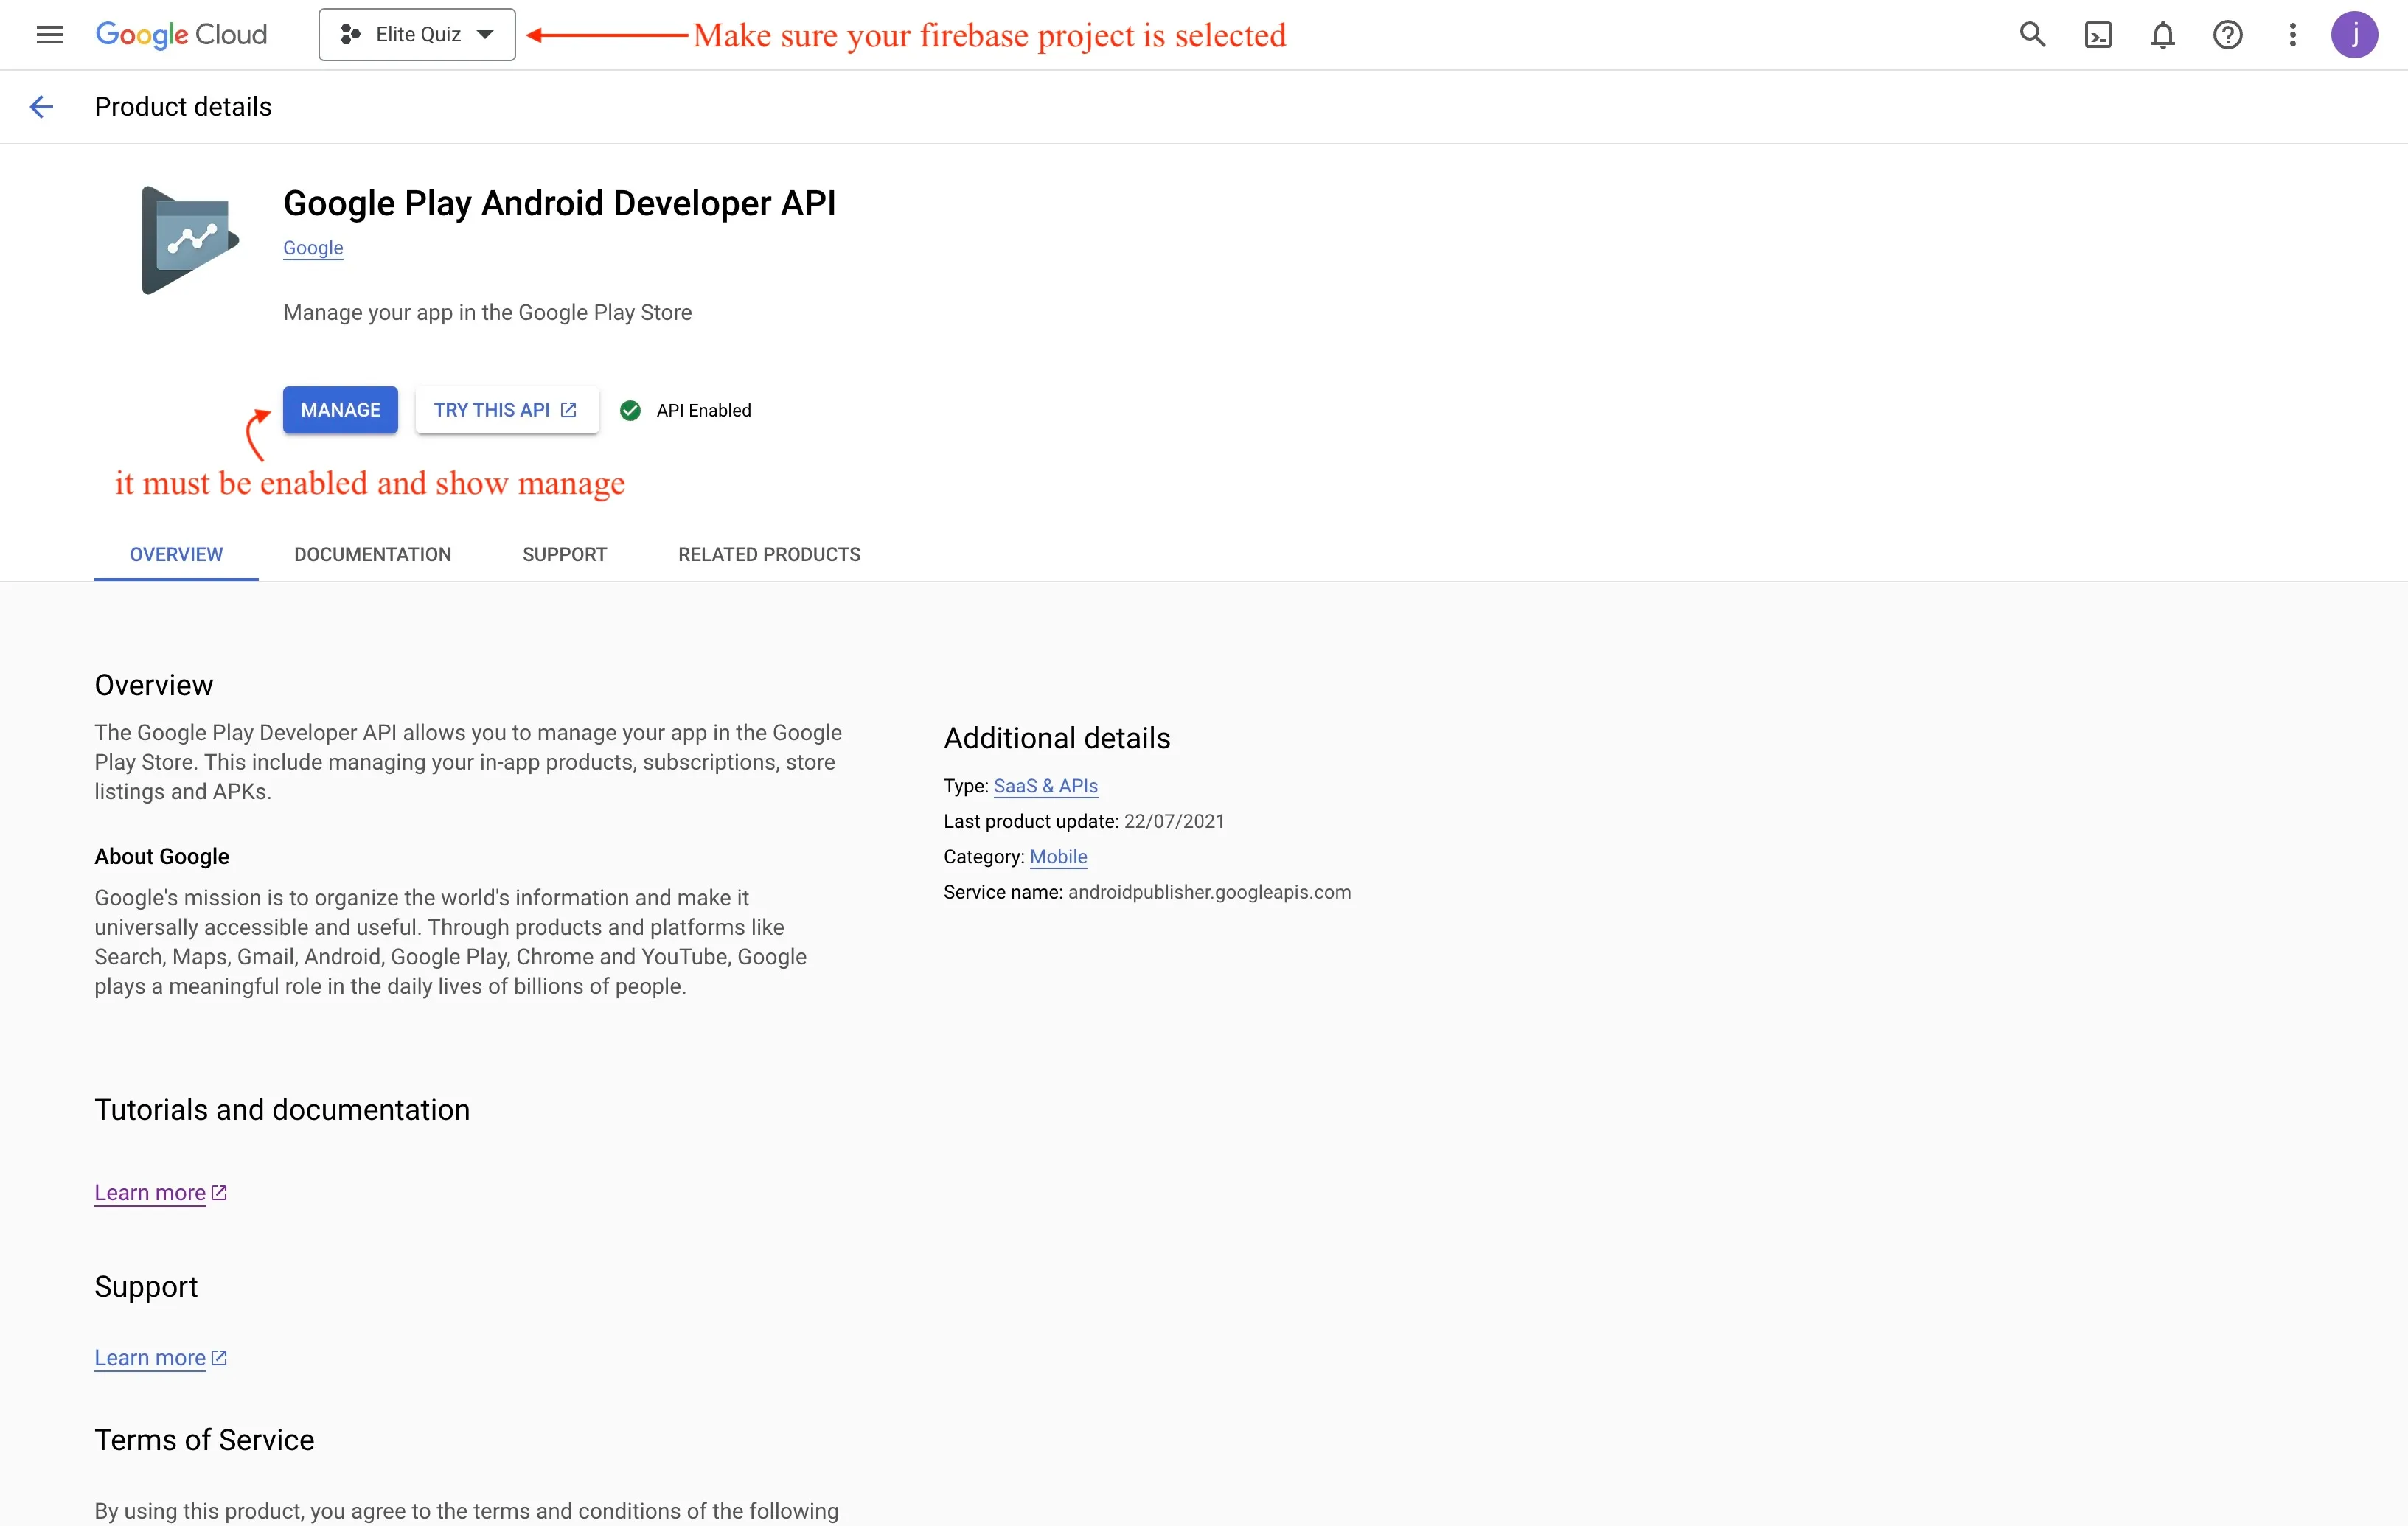 Google Cloud
Elite Quiz
Make sure your firebase project is selected
j
Product details
Google Play Android Developer API
Google
Manage your app in the Google Play Store
MANAGE
TRY THIS API
API Enabled
it must be enabled and show manage
OVERVIEW
DOCUMENTATION
SUPPORT
RELATED PRODUCTS
Overview
The Google Play Developer API allows you to manage your app in the Google
Play Store. This include managing your in-app products, subscriptions, store
listings and APKs.
About Google
Google's mission is to organize the world's information and make it
universally accessible and useful. Through products and platforms like
Search, Maps, Gmail, Android, Google Play, Chrome and YouTube, Google
plays a meaningful role in the daily lives of billions of people.
Additional details
Type: SaaS & APIs
Last product update: 22/07/2021
Category: Mobile
Service name: androidpublisher.googleapis.com
Tutorials and documentation
Learn more
Support
Learn more
Terms of Service
By using this product, you agree to the terms and conditions of the following